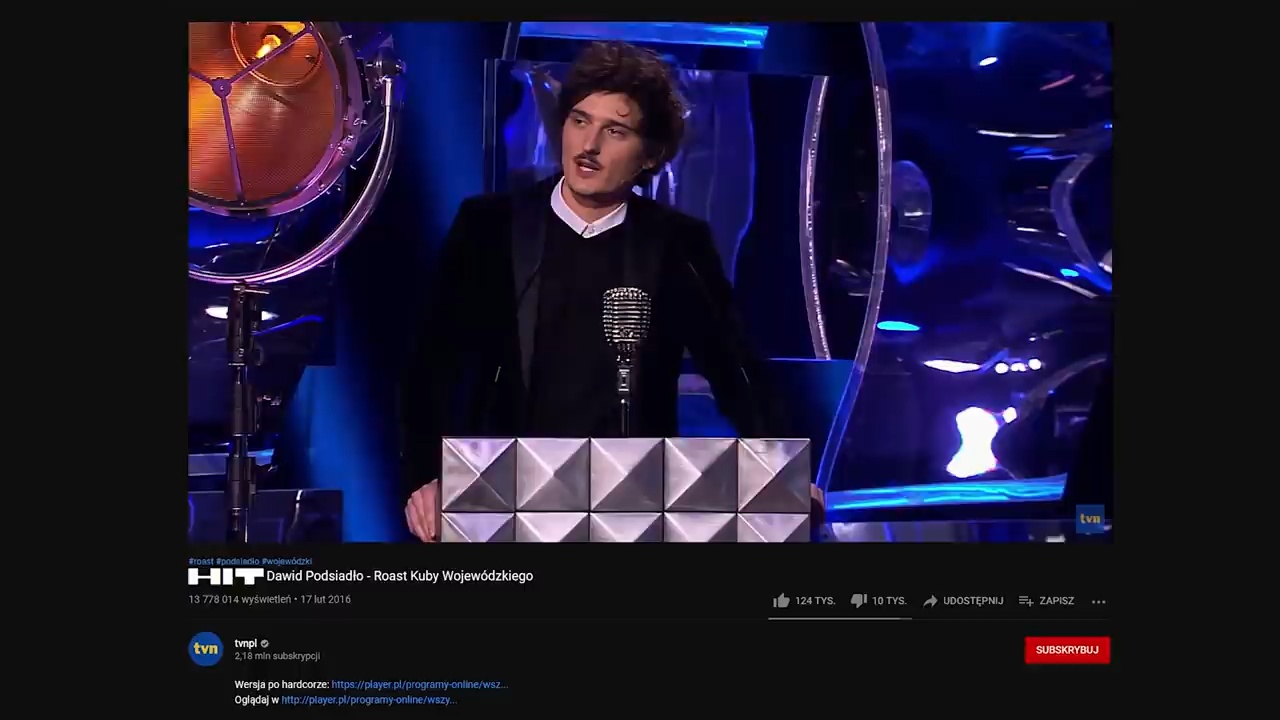 tvn
#roast #podsiadło #wojewódzki
HIT Dawid Podsiadło - Roast Kuby Wojewódzkiego
13 778 014 wyświetleń • 17 lut 2016
124 TYS. 10 TYS. UDOSTĘPNIJ ZAPISZ ...
tvn tvnpl
2,18 mln subskrypcji
SUBSKRYBUJ
Wersja po hardcorze: https://player.pl/programy-online/wsz...
Oglądaj w http://player.pl/programy-online/wszy...